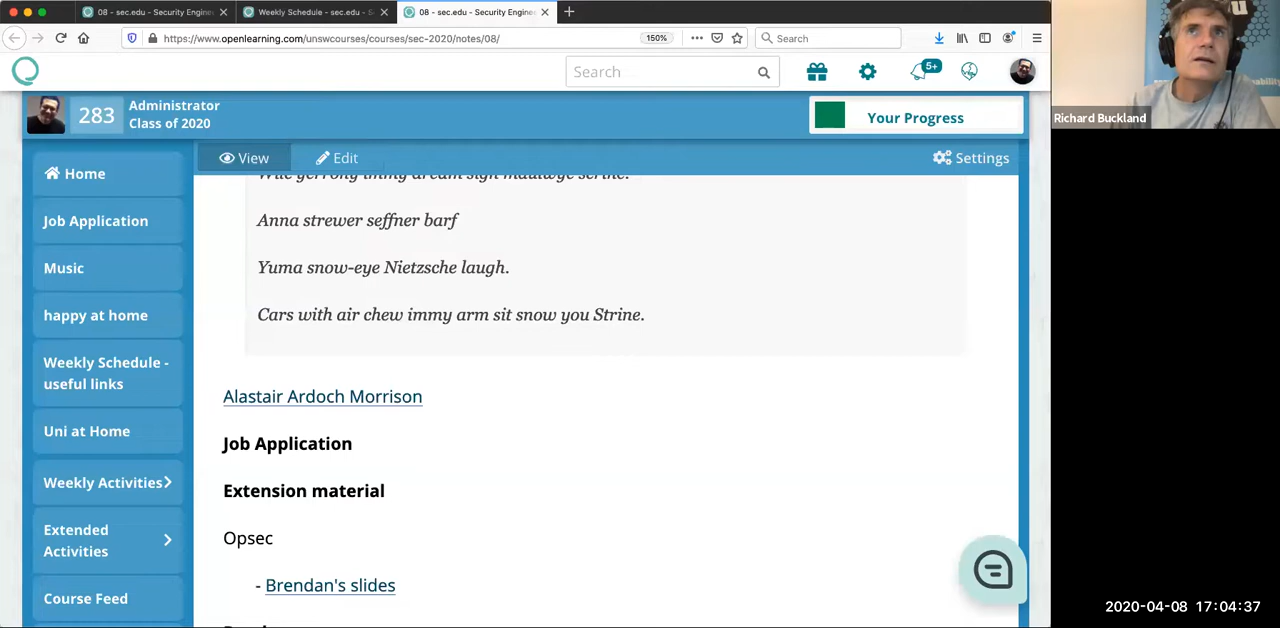 08 - sec.edu - Security Engine
Weekly Schedule - sec.edu - S
08 - sec.edu - Security Engine
https://www.openlearning.com/unswcourses/courses/sec-2020/notes/08/
150%
Search
Search
5+
283
Administrator
Class of 2020
Your Progress
Richard Buckland
View
Edit
Settings
Home
Job Application
Music
happy at home
Weekly Schedule -
useful links
Uni at Home
Weekly Activities
Extended
Activities
Course Feed
Anna strewer seffner barf
Yuma snow-eye Nietzsche laugh.
Cars with air chew immy arm sit snow you Strine.
Alastair Ardoch Morrison
Job Application
Extension material
Opsec
- Brendan's slides
2020-04-08 17:04:37